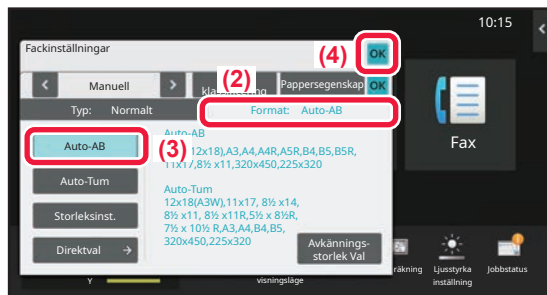 10:15
Fackinställningar
(4)
OK
Manuell
(2)
Pappersegenskap
OK
Typ: Normalt
Format: Auto-AB
Auto-AB
(3)
Auto-AB
12x18),A3,A4,A4R,A5R,B4,B5,B5R,
11x17,8½ x11,320x450,225x320
Auto-Tum
Auto-Tum
12x18(A3W),11x17, 8½ x14,
8½ x11, 8½ x11R,5½ x 8½R,
7½ x 10½ R,A3,A4,B4,B5,
320x450,225x320
Storleksinst.
Direktval →
Avkännings-
storlek Val
Fax
räkning
Ljusstyrka
inställning
Jobbstatus
Y
visningsläge